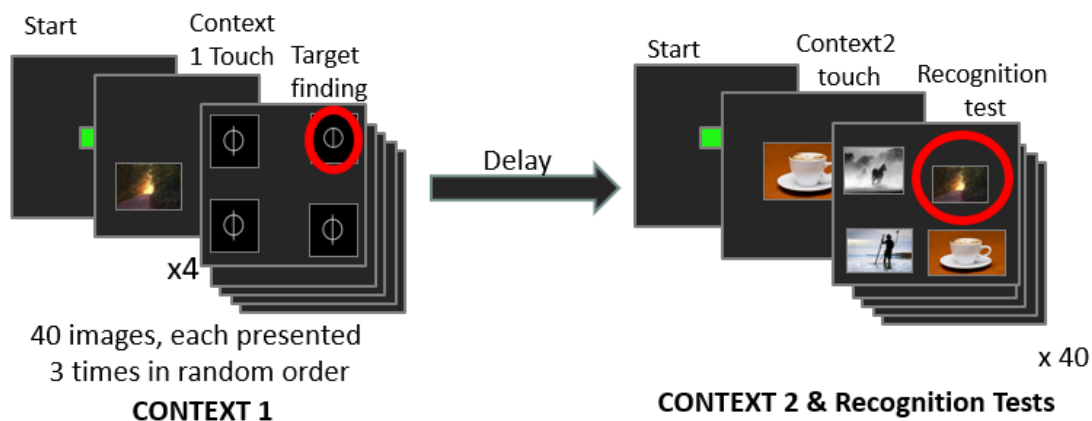 Start
Context
1 Touch
Target
finding
x4
40 images, each presented
3 times in random order
CONTEXT 1
Delay
Start
Context2
touch
Recognition
test
x 40
CONTEXT 2 & Recognition Tests